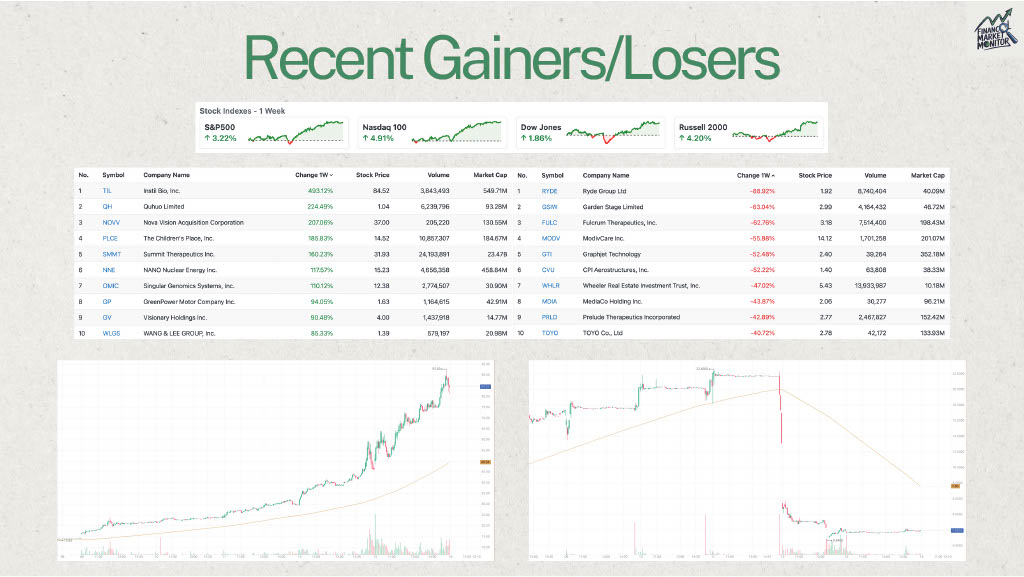 FINANCE
MARKET
MONITOR
Recent Gainers/Losers
Stock Indexes - 1 Week
S&P500
↑ 3.22%
Nasdaq 100
↑ 4.91%
Dow Jones
↑ 1.86%
Russell 2000
↑ 4.20%
No. Symbol Company Name Change 1W Stock Price Volume Market Cap
1 TIL Instil Bio, Inc. 493.12% 84.52 3,843,493 549.71M
2 QH Quhuo Limited 224.49% 1.04 6,239,796 93.28M
3 NOVV Nova Vision Acquisition Corporation 207.06% 37.00 205,220 130.55M
4 PLCE The Children's Place, Inc. 185.83% 14.52 10,857,307 184.67M
5 SMMT Summit Therapeutics Inc. 160.23% 31.93 24,193,891 23.47B
6 NNE NANO Nuclear Energy Inc. 117.57% 15.23 4,656,358 458.84M
7 OMIC Singular Genomics Systems, Inc. 110.12% 12.38 2,774,507 30.90M
8 GP GreenPower Motor Company Inc. 94.05% 1.63 1,164,615 42.91M
9 GV Visionary Holdings Inc. 90.48% 4.00 1,437,918 14.77M
10 WLGS WANG & LEE GROUP, Inc. 85.33% 1.39 579,197 20.98M
No. Symbol Company Name Change 1W Stock Price Volume Market Cap
1 RYDE Ryde Group Ltd -88.92% 1.92 8,740,404 40.09M
2 GSIW Garden Stage Limited -63.04% 2.99 4,164,432 46.72M
3 FULC Fulcrum Therapeutics, Inc. -62.76% 3.18 7,514,400 198.43M
4 MODV ModivCare Inc. -55.88% 14.12 1,701,258 201.07M
5 GTI Graphjet Technology -52.48% 2.40 39,264 352.18M
6 CVU CPI Aerostructures, Inc. -52.22% 1.40 63,808 38.33M
7 WHLR Wheeler Real Estate Investment Trust, Inc. -47.02% 5.43 13,933,987 10.18M
8 MDIA MediaCo Holding Inc. -43.87% 2.06 30,277 96.21M
9 PRLD Prelude Therapeutics Incorporated -42.89% 2.77 2,467,827 152.42M
10 TOYO TOYO Co., Ltd -40.72% 2.78 42,172 133.93M